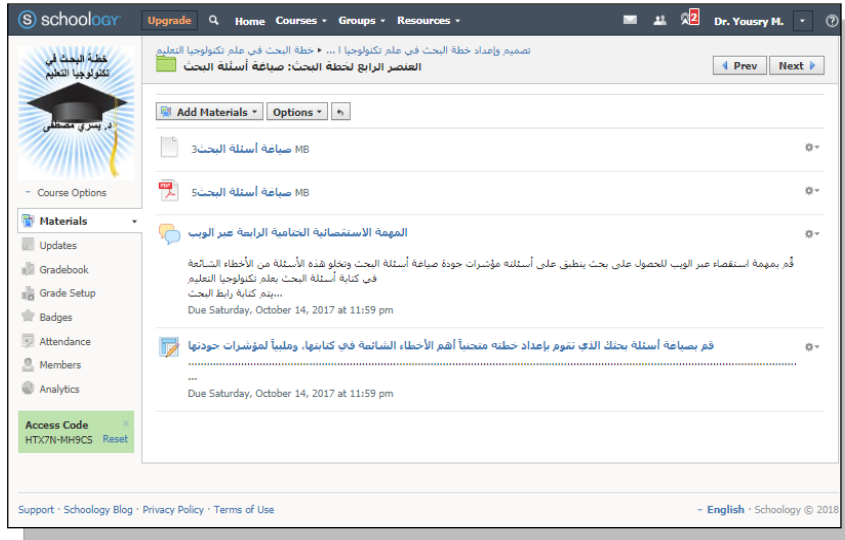 schoology
Upgrade Home Courses Groups Resources 2 Dr. Yousry M.
خطة البحث في
تكنولوجيا التعليم
د. يسري مصطفى
تصميم وإعداد خطة البحث في علم تكنولوجيا ا ... خطة البحث في علم تكنولوجيا التعليم
العنصر الرابع لخطة البحث: صياغة أسئلة البحث
Prev Next
Add Materials Options
صياغة أسئلة البحث3 MB
صياغة أسئلة البحث5 MB
المهمة الاستقصائية الختامية الرابعة عبر الويب
قُم بمهمة استقصاء عبر الويب للحصول على بحث ينطبق على أسئلته مؤشرات جودة صياغة أسئلة البحث وتخلو هذه الأسئلة من الأخطاء الشائعة
في كتابة أسئلة البحث بعلم تكنولوجيا التعليم
...يتم كتابة رابط البحث
Due Saturday, October 14, 2017 at 11:59 pm
قم بصياغة أسئلة بحثك الذي تقوم بإعداد خطته متجنباً أهم الأخطاء الشائعة في كتابتها، وملبياً لمؤشرات جودتها
...
Due Saturday, October 14, 2017 at 11:59 pm
Course Options
Materials
Updates
Gradebook
Grade Setup
Badges
Attendance
Members
Analytics
Access Code ×
HTX7N-MH9CS Reset
Support · Schoology Blog · Privacy Policy · Terms of Use
English · Schoology © 2018